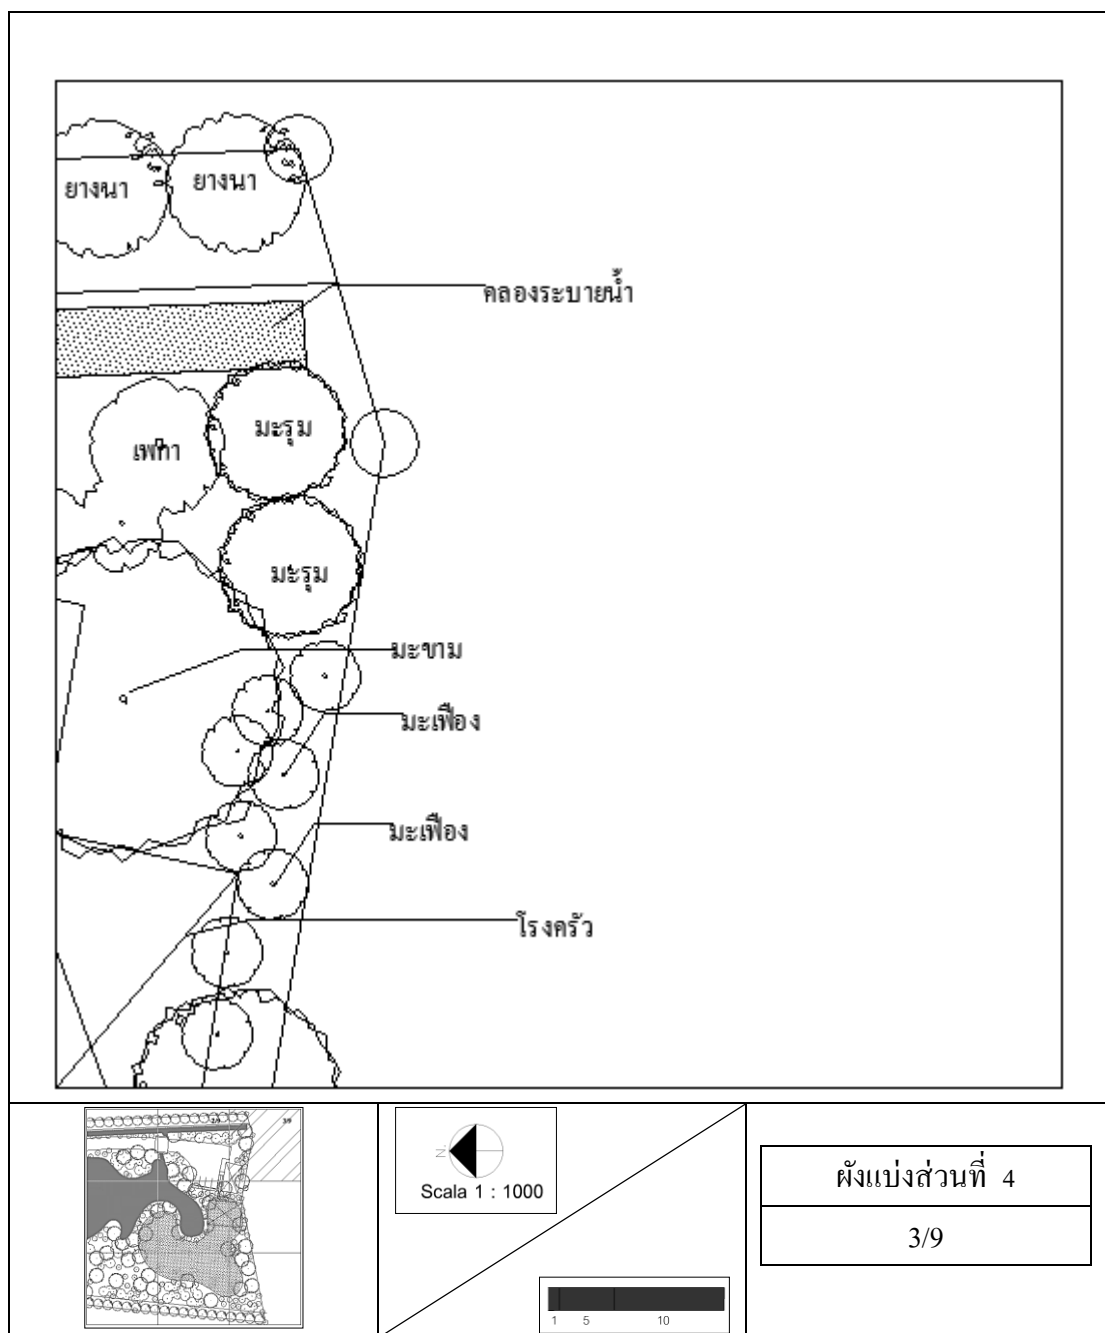 ยางนา
ยางนา
คลองระบายน้ำ
มะรุม
เพกา
มะรุม
มะขาม
มะเฟือง
มะเฟือง
โรงครัว
3/9
N
Scala 1 : 1000
1 5 10
ผังแบ่งส่วนที่ 4
3/9